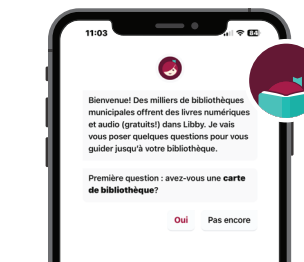 11:03
64
Bienvenue! Des milliers de bibliothèques
municipales offrent des livres numériques
et audio (gratuits!) dans Libby. Je vais
vous poser quelques questions pour vous
guider jusqu'à votre bibliothèque.
Première question : avez-vous une carte
de bibliothèque?
Oui Pas encore